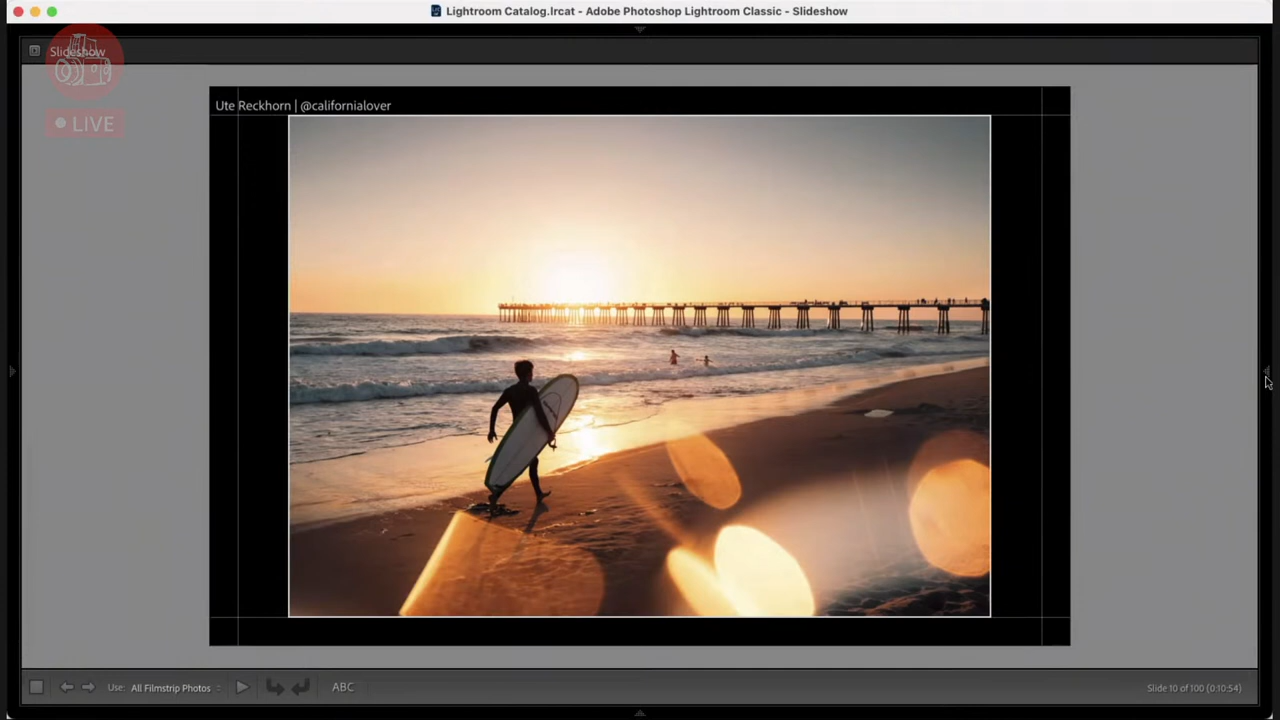 Lightroom Catalog.lrcat - Adobe Photoshop Lightroom Classic - Slideshow
Slideshow
LIVE
Ute Reckhorn | @californialover
Use: All Filmstrip Photos
ABC
Slide 10 of 100 (0:10:54)